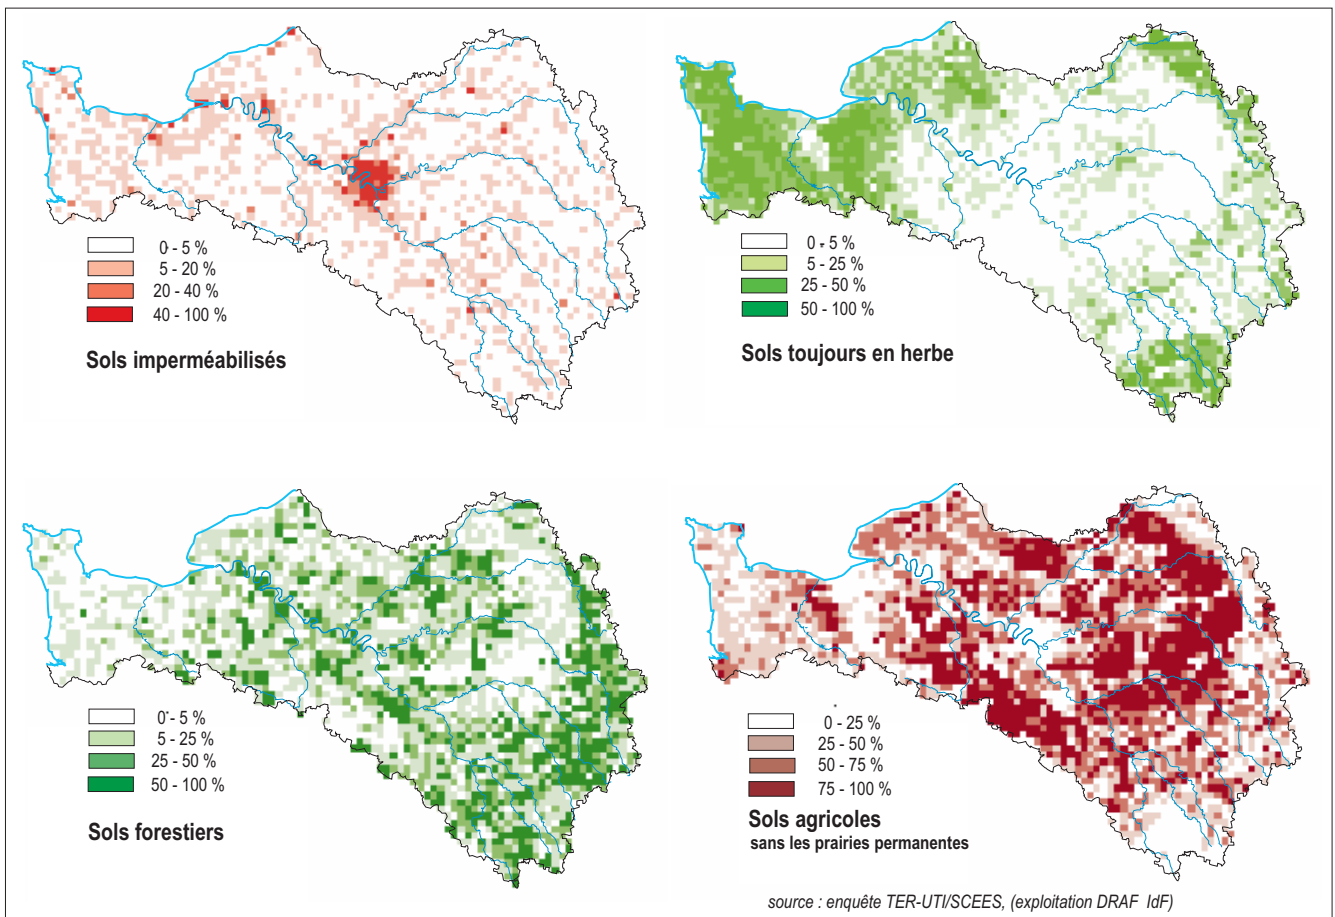 0 - 5 %
5 - 20 %
20 - 40 %
40 - 100 %
Sols imperméabilisés
0 - 5 %
5 - 25 %
25 - 50 %
50 - 100 %
Sols toujours en herbe
0 - 5 %
5 - 25 %
25 - 50 %
50 - 100 %
Sols forestiers
0 - 25 %
25 - 50 %
50 - 75 %
75 - 100 %
Sols agricoles
sans les prairies permanentes
source : enquête TER-UTI/SCEES, (exploitation DRAF IdF)